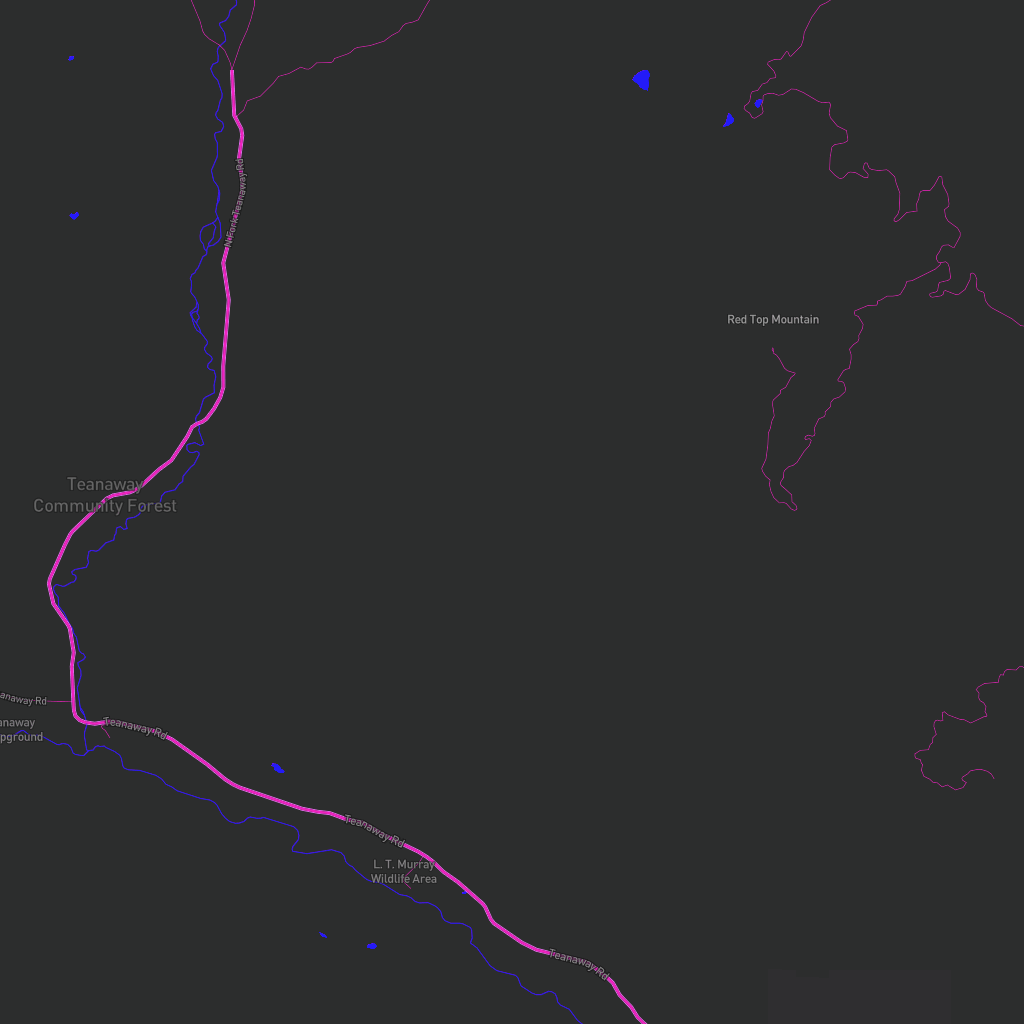 N Fork Teanaway Rd
Red Top Mountain
Teanaway
Community Forest
anaway Rd
anaway
pground
Teanaway Rd
Teanaway Rd
L. T. Murray
Wildlife Area
Teanaway Rd